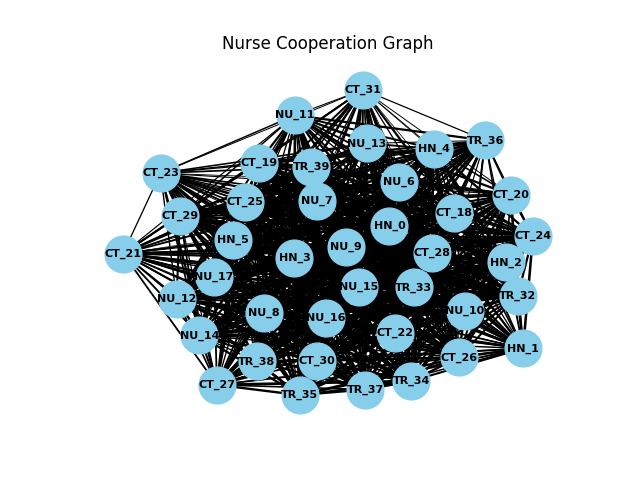 Nurse Cooperation Graph
CT_31
NU_11
TR_36
NU_13
HN_4
CT_19
TR_39
CT_23
NU_6
CT_20
CT_25
NU_7
CT_18
CT_29
HN_0
CT_24
HN_5
NU_9
CT_28
CT_21
HN_3
HN_2
NU_17
NU_15
TR_33
TR_32
NU_12
NU_8
NU_10
NU_16
NU_14
CT_22
HN_1
CT_26
TR_38
CT_30
TR_34
CT_27
TR_37
TR_35